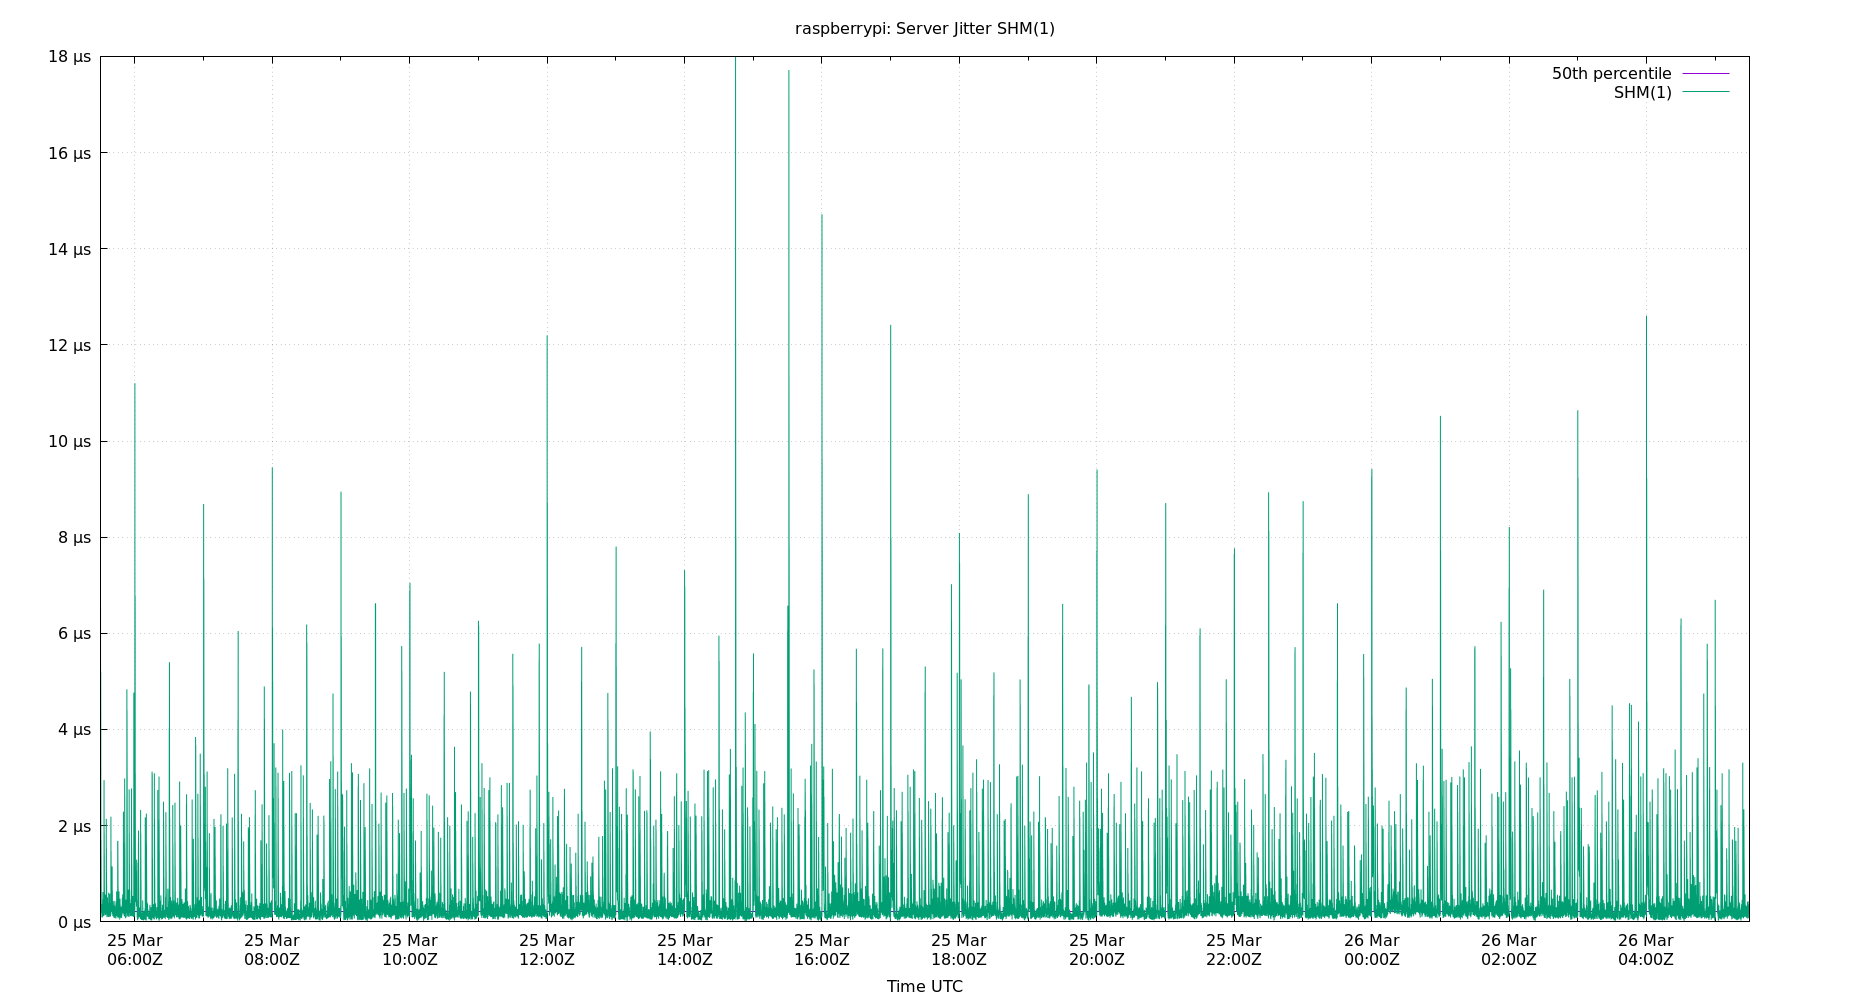 raspberrypi: Server Jitter SHM(1)
18 µs
16 µs
14 µs
12 µs
10 µs
8 µs
6 µs
4 µs
2 µs
0 µs
50th percentile
SHM(1)
25 Mar 25 Mar 25 Mar 25 Mar 25 Mar 25 Mar 25 Mar 25 Mar 25 Mar 26 Mar 26 Mar 26 Mar
06:00Z 08:00Z 10:00Z 12:00Z 14:00Z 16:00Z 18:00Z 20:00Z 22:00Z 00:00Z 02:00Z 04:00Z
Time UTC